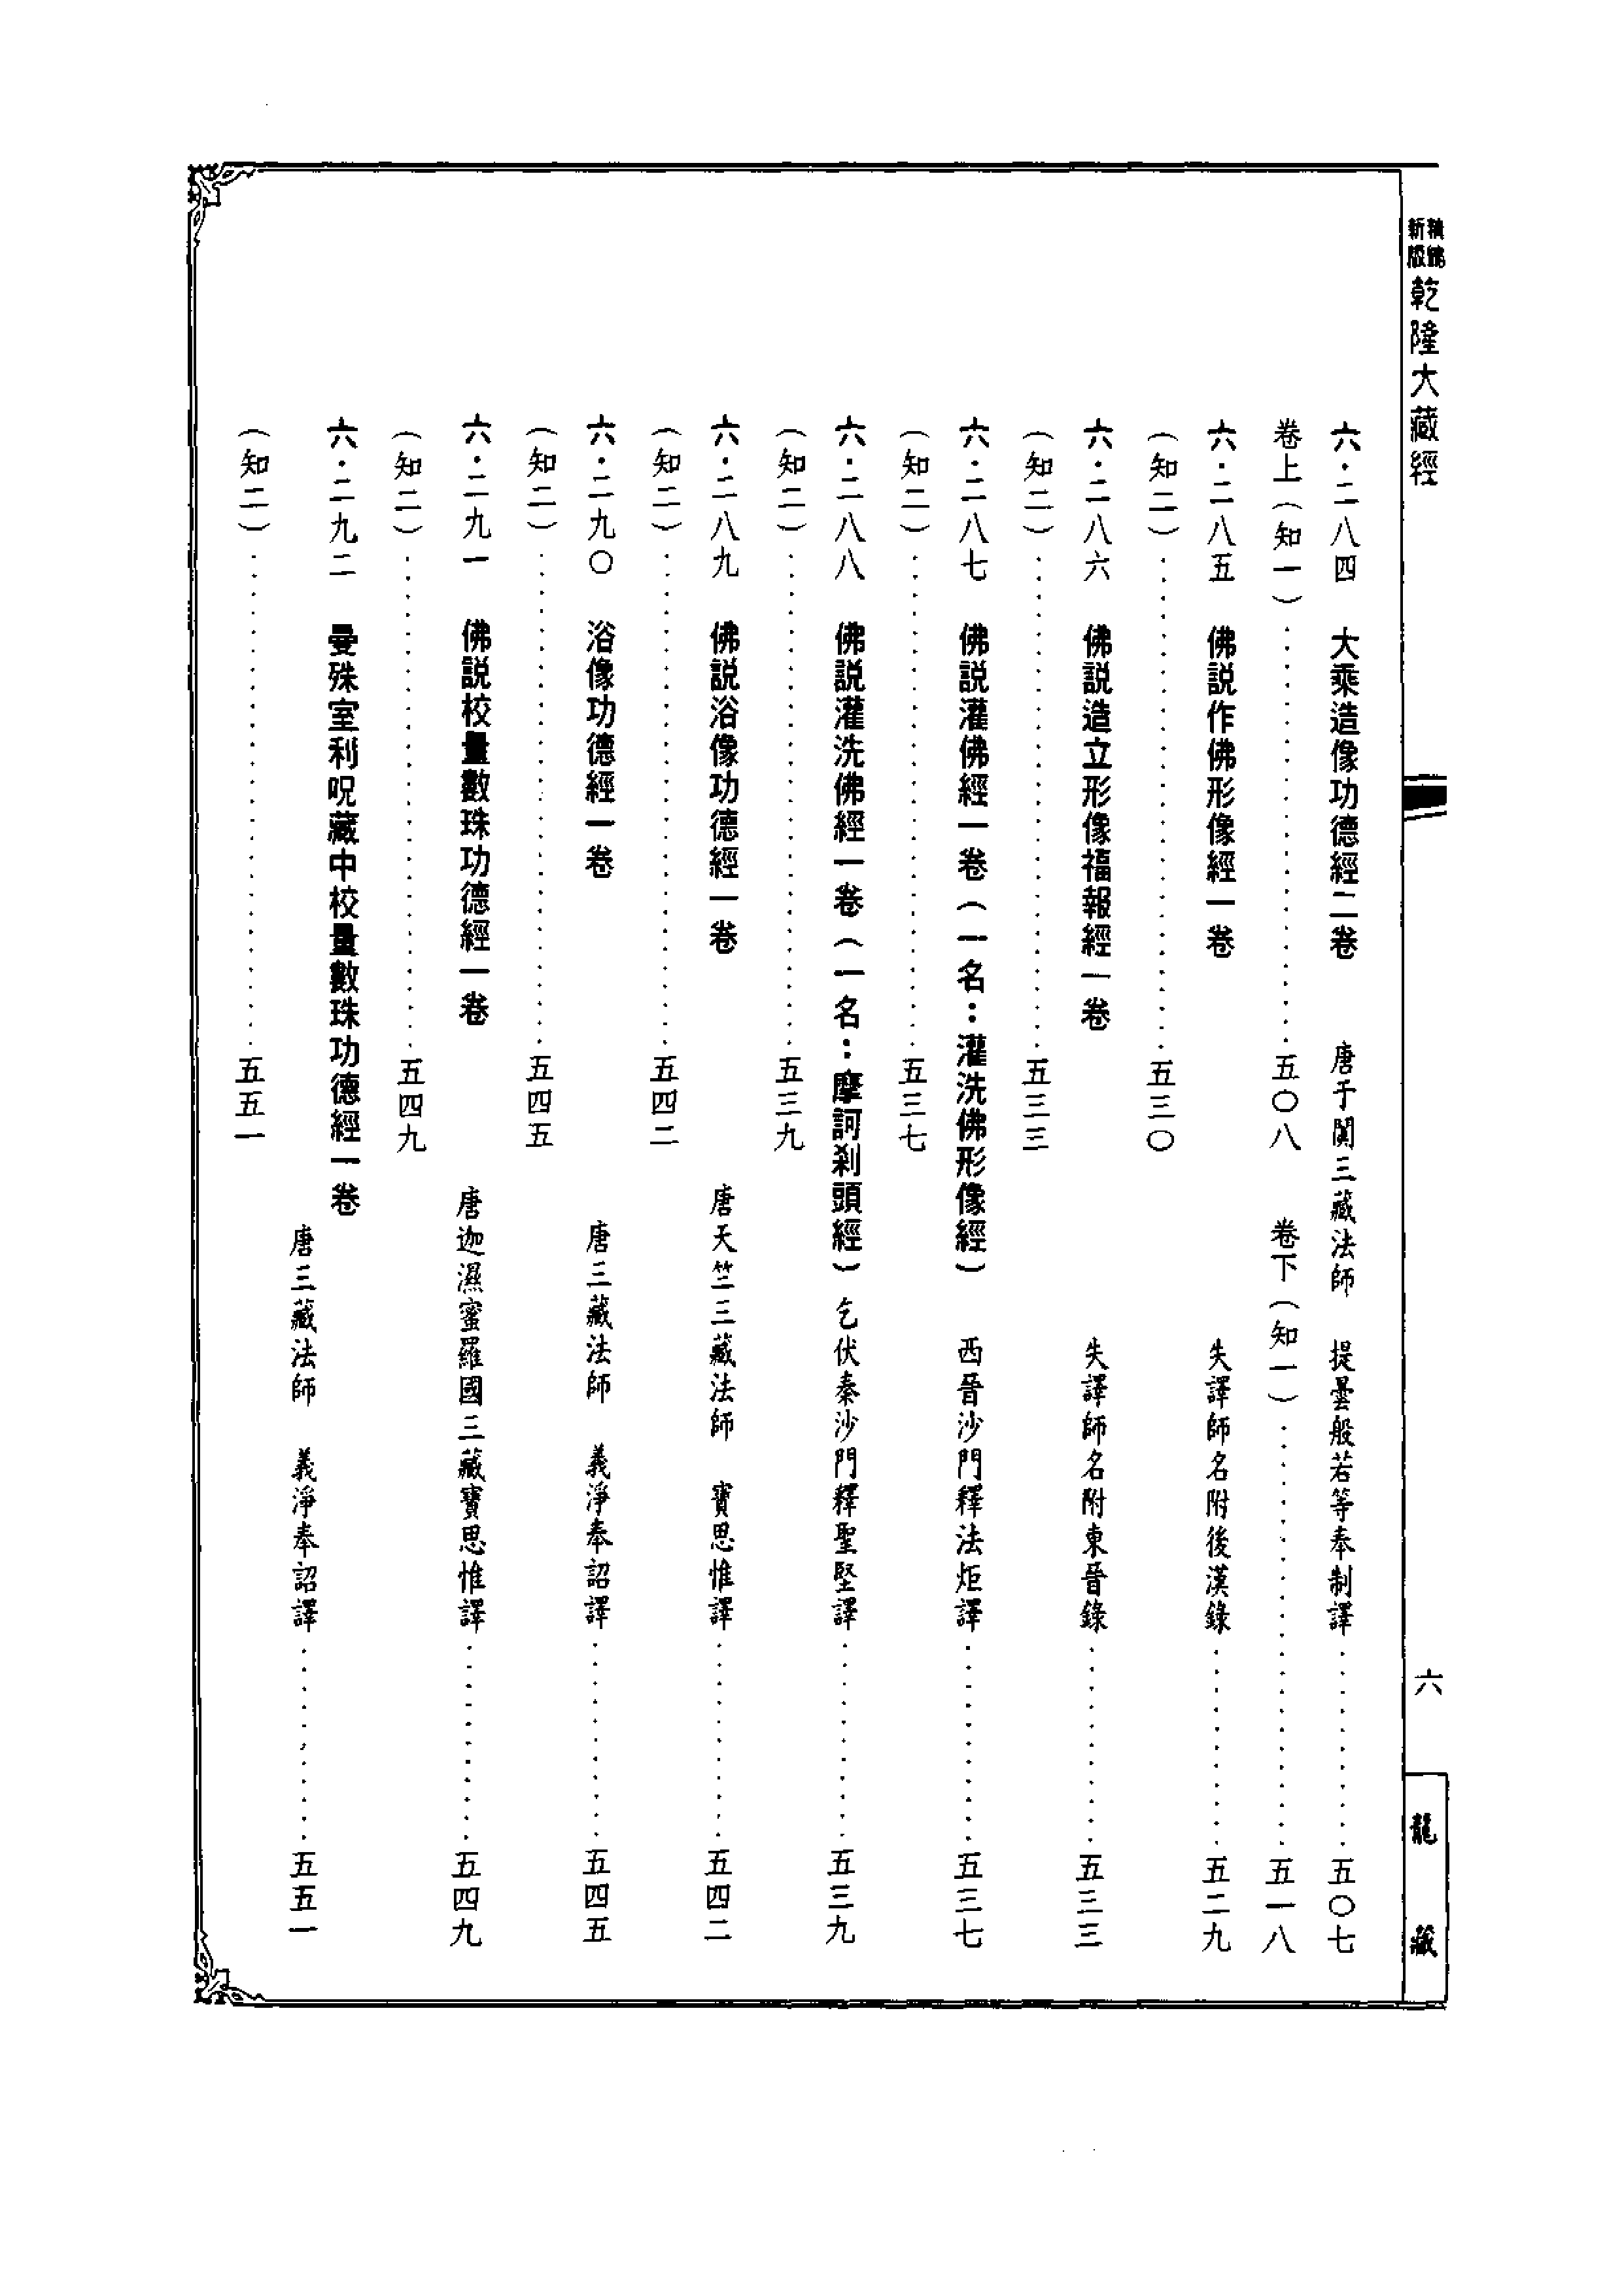 新版
精縮
乾隆大藏經
六
龍藏
六·二八四　大乘造像功德經二卷　唐于闐三藏法師　提曇般若等奉制譯…………五〇七
卷上（知一）…………五〇八　卷下（知一）…………五一八
六·二八五　佛説作佛形像經一卷　失譯師名附後漢錄…………五二九
（知二）…………五三〇
六·二八六　佛説造立形像福報經一卷　失譯師名附東晉錄…………五三三
（知二）…………五三三
六·二八七　佛説灌佛經一卷（一名：灌洗佛形像經）　西晉沙門釋法炬譯…………五三七
（知二）…………五三七
六·二八八　佛説灌洗佛經一卷（一名：摩訶刹頭經）乞伏秦沙門釋聖堅譯…………五三九
（知二）…………五三九
六·二八九　佛説浴像功德經一卷　唐天竺三藏法師　寶思惟譯…………五四二
（知二）…………五四二
六·二九〇　浴像功德經一卷　唐三藏法師　義淨奉詔譯…………五四五
（知二）…………五四五
六·二九一　佛説校量數珠功德經一卷　唐迦濕蜜羅國三藏寶思惟譯…………五四九
（知二）…………五四九
六·二九二　曼殊室利呪藏中校量數珠功德經一卷
唐三藏法師　義淨奉詔譯…………五五一
（知二）…………五五一